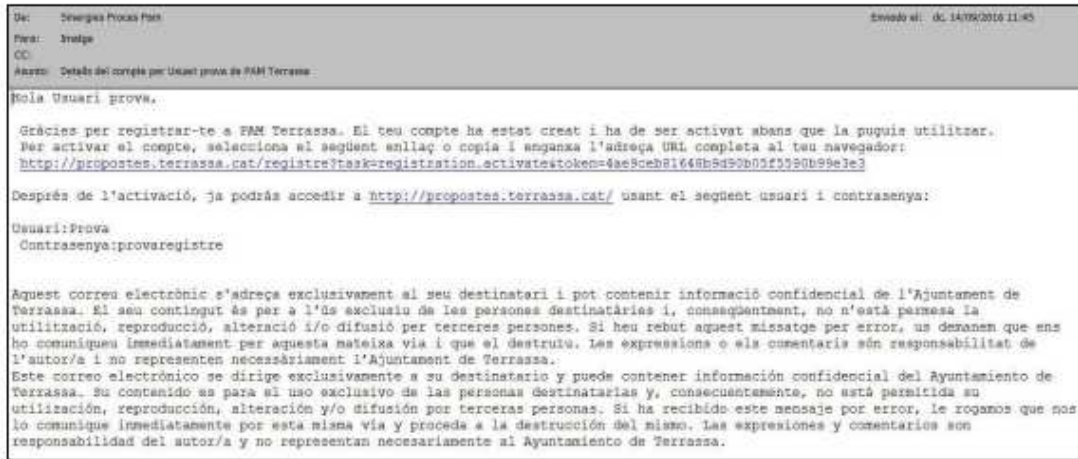 De: Sinergies Proces Pam Enviado el: dc. 14/09/2016 11:45
Para: Imatge
CC:
Asunto: Detalls del compte per Usuari prova de PAM Terrassa
Hola Usuari prova,
Gràcies per registrar-te a PAM Terrassa. El teu compte ha estat creat i ha de ser activat abans que la puguis utilitzar.
Per activar el compte, selecciona el següent enllaç o copia i enganxa l'adreça URL completa al teu navegador:
http://propostes.terrassa.cat/registre?task=registration.activate&token=4ae9ceb81648b9d90b05f5590b99e3e3
Després de l'activació, ja podràs accedir a http://propostes.terrassa.cat/ usant el següent usuari i contrasenya:
Usuari:Prova
Contrasenya:provaregistre
Aquest correu electrònic s'adreça exclusivament al seu destinatari i pot contenir informació confidencial de l'Ajuntament de
Terrassa. El seu contingut és per a l'ús exclusiu de les persones destinatàries i, conseqüentment, no n'està permesa la
utilització, reproducció, alteració i/o difusió per terceres persones. Si heu rebut aquest missatge per error, us demanem que ens
ho comuniqueu immediatament per aquesta mateixa via i que el destruïu. Les expressions o els comentaris són responsabilitat de
l'autor/a i no representen necessàriament l'Ajuntament de Terrassa.
Este correo electrónico se dirige exclusivamente a su destinatario y puede contener información confidencial del Ayuntamiento de
Terrassa. Su contenido es para el uso exclusivo de las personas destinatarias y, consecuentemente, no está permitida su
utilización, reproducción, alteración y/o difusión por terceras personas. Si ha recibido este mensaje por error, le rogamos que nos
lo comunique inmediatamente por esta misma vía y proceda a la destrucción del mismo. Las expresiones y comentarios son
responsabilidad del autor/a y no representan necesariamente al Ayuntamiento de Terrassa.